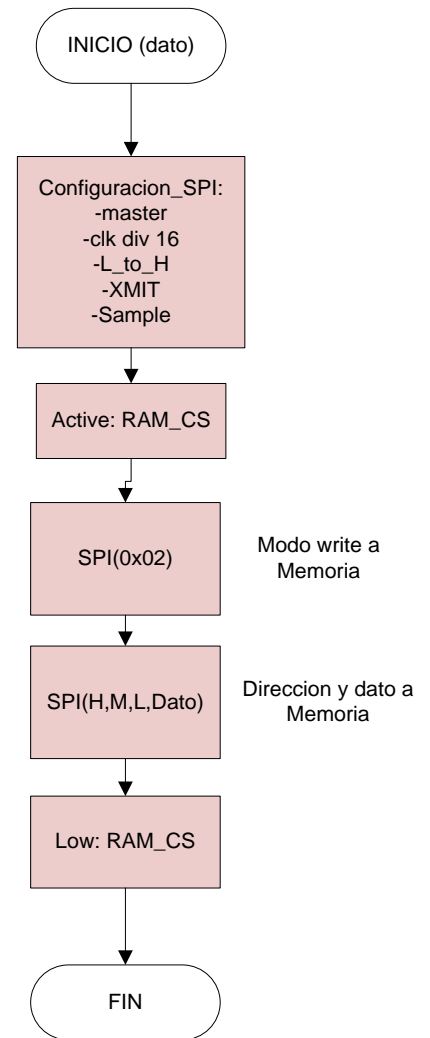 INICIO (dato)
Configuracion_SPI:
-master
-clk div 16
-L_to_H
-XMIT
-Sample
Active: RAM_CS
SPI(0x02)
Modo write a
Memoria
SPI(H,M,L,Dato)
Direccion y dato a
Memoria
Low: RAM_CS
FIN